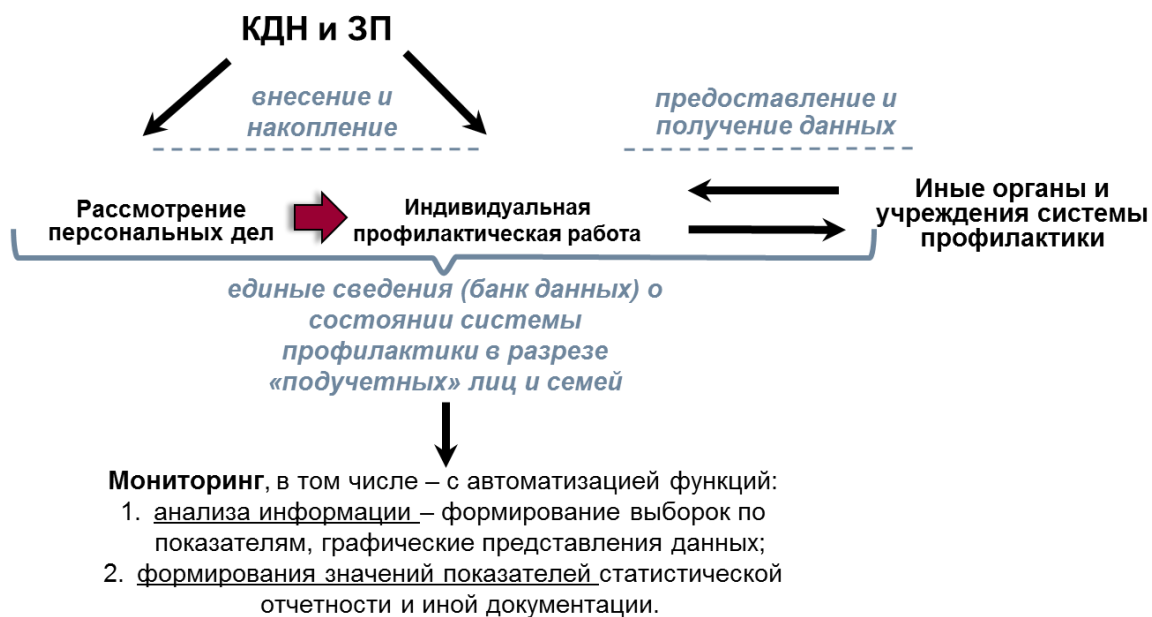 КДН и ЗП
внесение и
накопление
предоставление и
получение данных
Рассмотрение
персональных дел
Индивидуальная
профилактическая работа
Иные органы и
учреждения системы
профилактики
единые сведения (банк данных) о
состоянии системы
профилактики в разрезе
«подучетных» лиц и семей
Мониторинг, в том числе – с автоматизацией функций:
1. анализа информации – формирование выборок по
показателям, графические представления данных;
2. формирования значений показателей статистической
отчетности и иной документации.